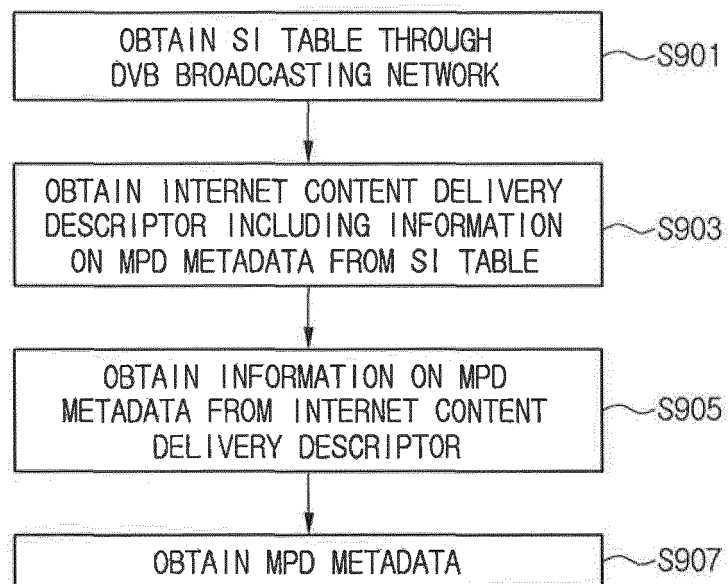 OBTAIN SI TABLE THROUGH
DVB BROADCASTING NETWORK
S901
OBTAIN INTERNET CONTENT DELIVERY
DESCRIPTOR INCLUDING INFORMATION
ON MPD METADATA FROM SI TABLE
S903
OBTAIN INFORMATION ON MPD
METADATA FROM INTERNET CONTENT
DELIVERY DESCRIPTOR
S905
OBTAIN MPD METADATA
S907